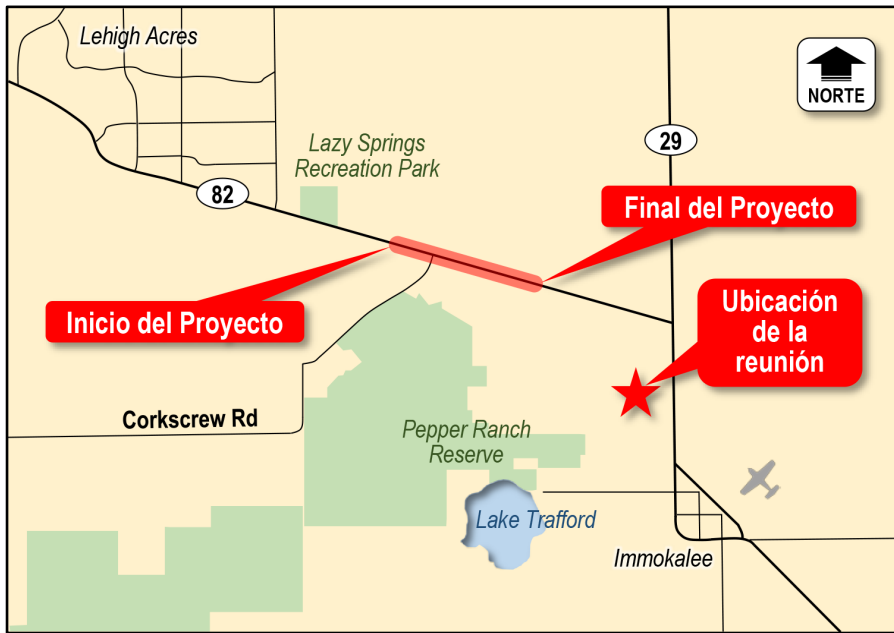 Lehigh Acres
NORTE
Lazy Springs
Recreation Park
29
82
Final del Proyecto
Inicio del Proyecto
Ubicación
de la
reunión
Corkscrew Rd
Pepper Ranch
Reserve
Lake Trafford
Immokalee